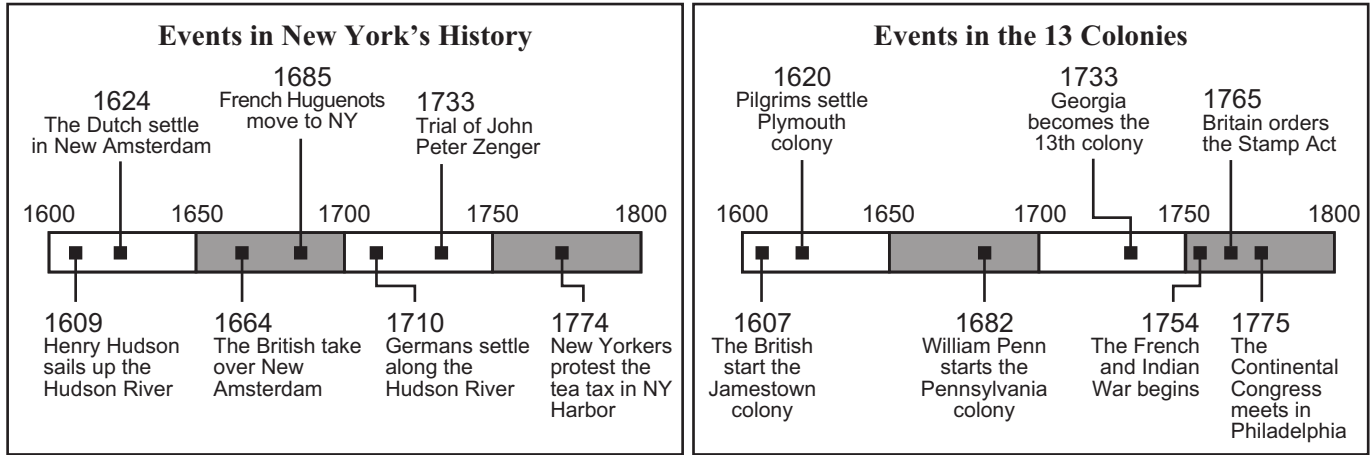 Events in New York's History
1624
The Dutch settle
in New Amsterdam
1685
French Huguenots
move to NY
1733
Trial of John
Peter Zenger
1600
1650
1700
1750
1800
1609
Henry Hudson
sails up the
Hudson River
1664
The British take
over New
Amsterdam
1710
Germans settle
along the
Hudson River
1774
New Yorkers
protest the
tea tax in NY
Harbor
Events in the 13 Colonies
1620
Pilgrims settle
Plymouth
colony
1733
Georgia
becomes the
13th colony
1765
Britain orders
the Stamp Act
1600
1650
1700
1750
1800
1607
The British
start the
Jamestown
colony
1682
William Penn
starts the
Pennsylvania
colony
1754
The French
and Indian
War begins
1775
The
Continental
Congress
meets in
Philadelphia